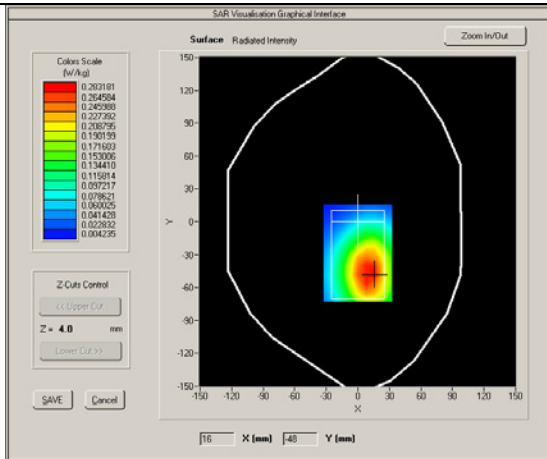 SAR Visualisation Graphical Interface
Surface Radiated Intensity
Zoom In/Out
Colors Scale
(W/kg)
0.283181
0.264584
0.245988
0.227392
0.208795
0.190199
0.171603
0.153006
0.134410
0.115814
0.097217
0.078621
0.060025
0.041428
0.022832
0.004235
Z-Cuts Control
<< Upper Cut
Z = 4.0 mm
Lower Cut >>
SAVE
Cancel
Y
150
120
90
60
30
0
-30
-60
-90
-120
-150
-150 -120 -90 -60 -30 0 30 60 90 120 150
X
16 X (mm) -48 Y (mm)